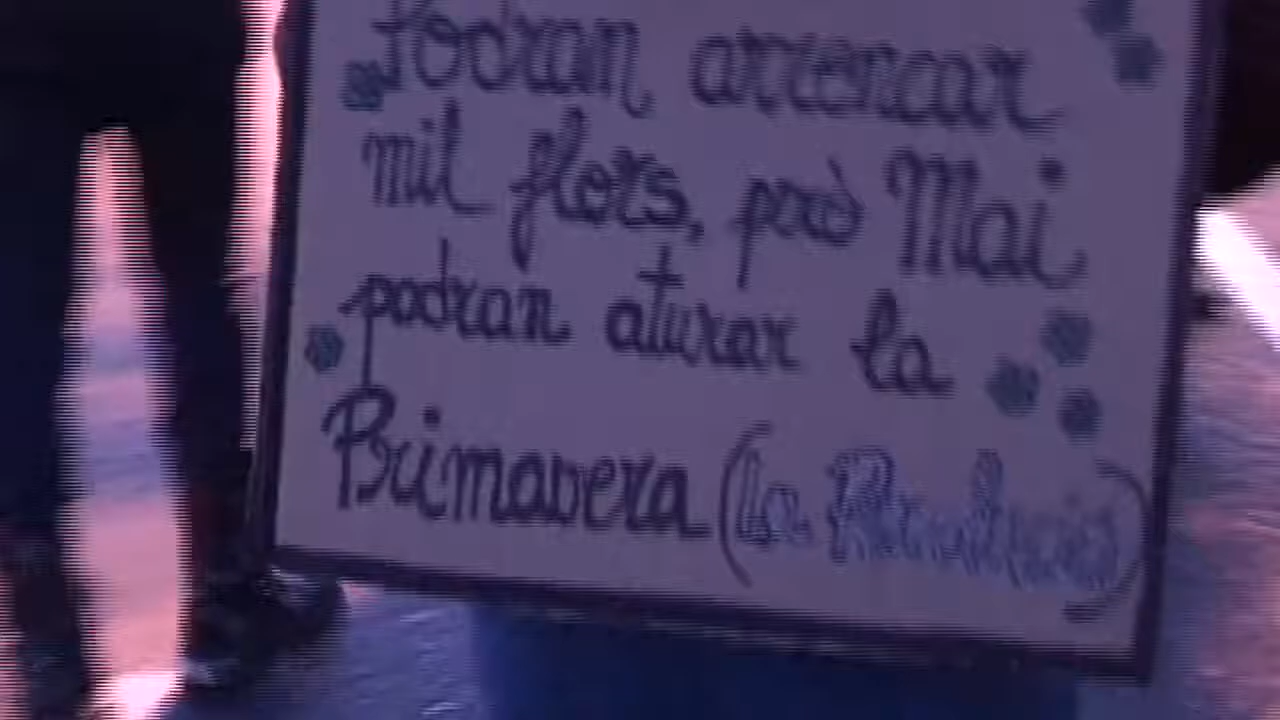 Podran arrencar
mil flors, però Mai
podran aturar la
Primavera (la